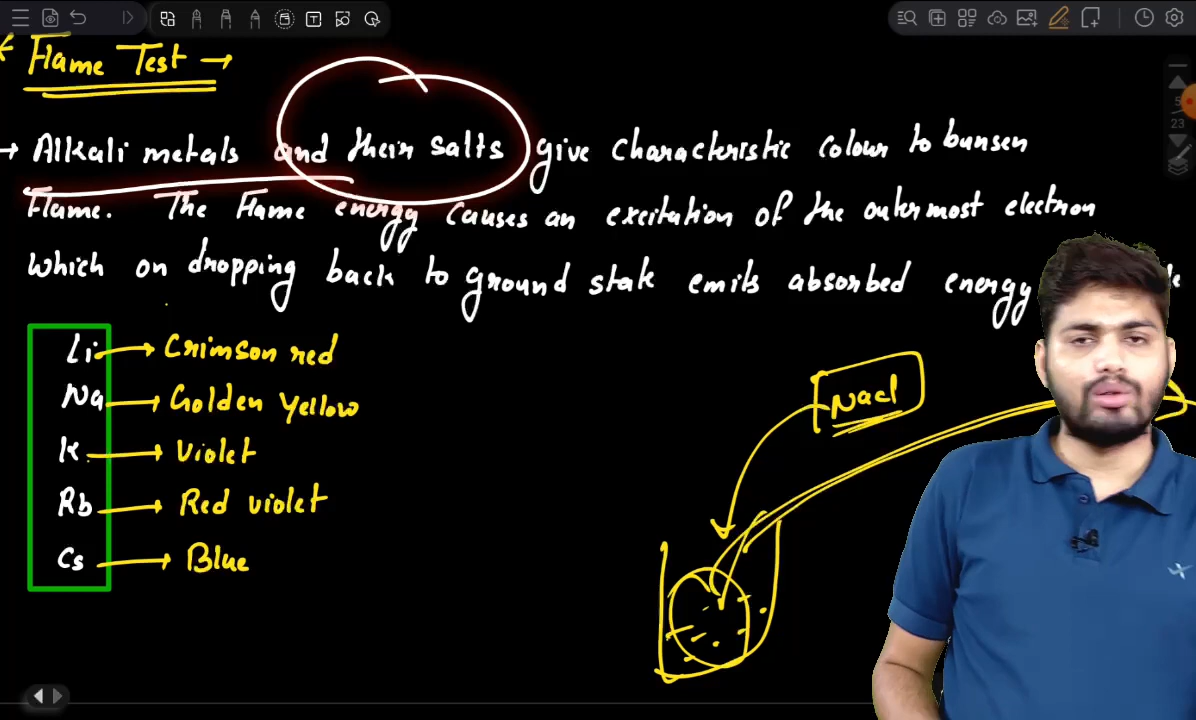 * Flame Test →
→ Alkali metals and their salts give characteristic colour to bunsen
Flame. The Flame energy causes an excitation of the outermost electron
which on dropping back to ground state emits absorbed energy
Li → Crimson red
Na → Golden Yellow
K → Violet
Rb → Red violet
Cs → Blue
Nacl
5
23